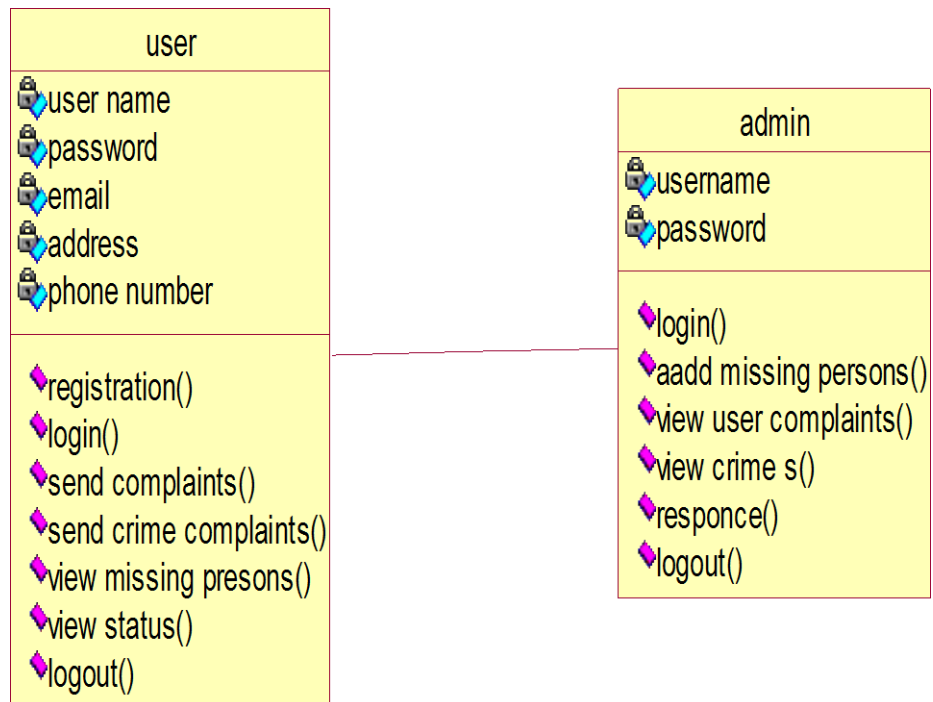 user
user name
password
email
address
phone number
registration()
login()
send complaints()
send crime complaints()
view missing presons()
view status()
logout()
admin
username
password
login()
aadd missing persons()
view user complaints()
view crime s()
responce()
logout()